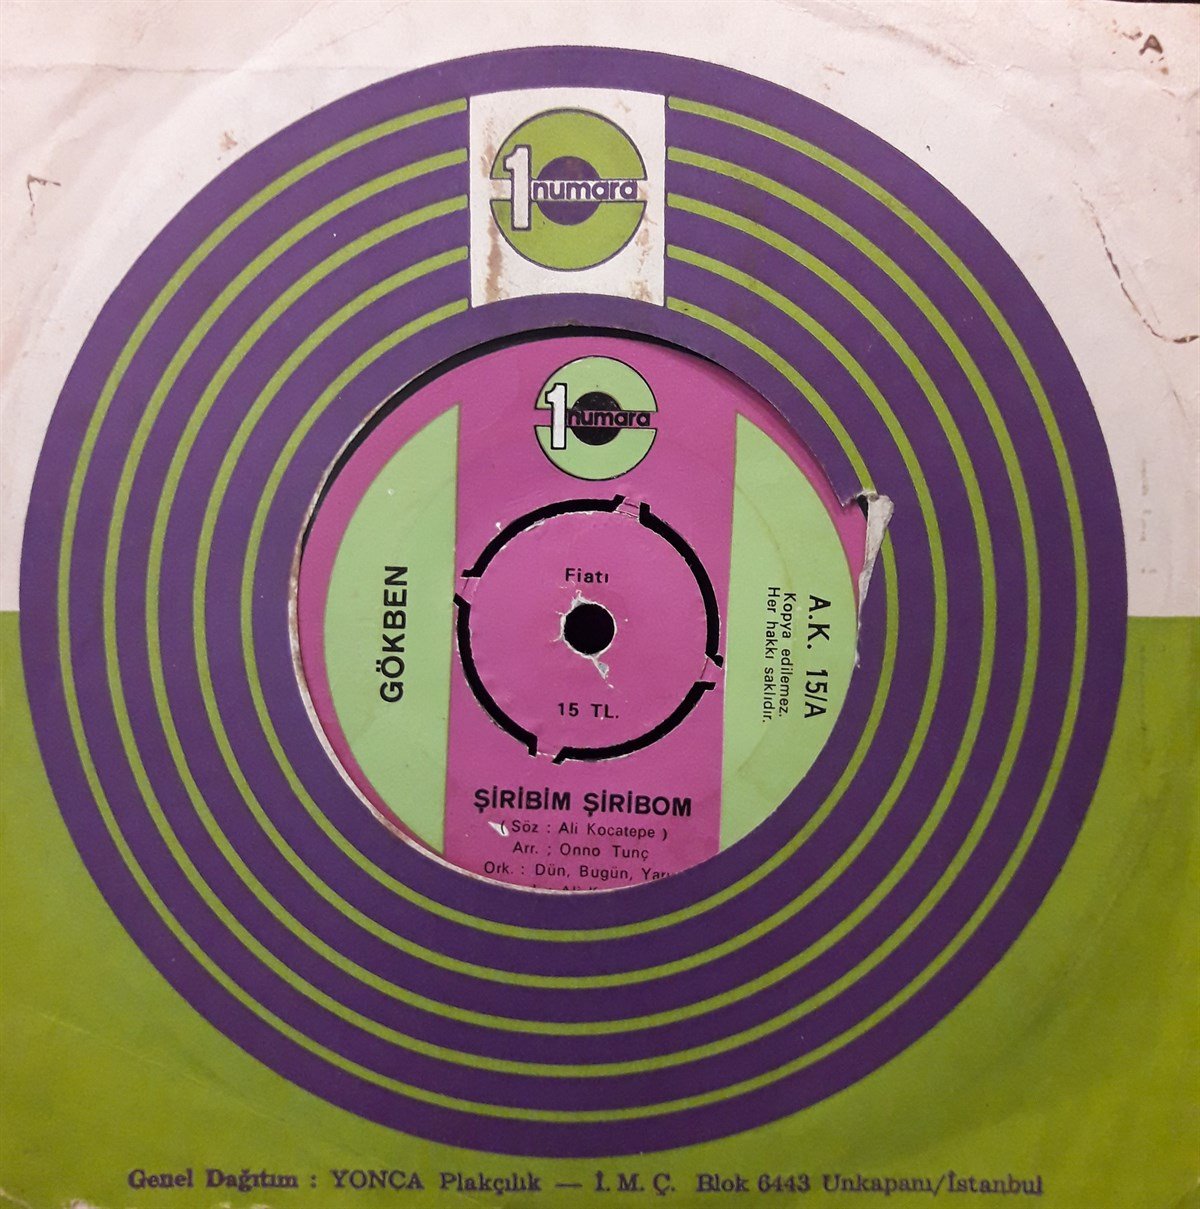 1 numara
1 numara
GÖKBEN
Fiatı
15 TL.
A.K. 15/A
Kopya edilemez.
Her hakkı saklıdır.
ŞİRİBİM ŞİRİBOM
(Söz : Ali Kocatepe)
Arr. : Onno Tunç
Ork. : Dün, Bugün,
Genel Dağıtım : YONCA Plakçılık — İ. M. Ç. Blok 6443 Unkapanı/İstanbul